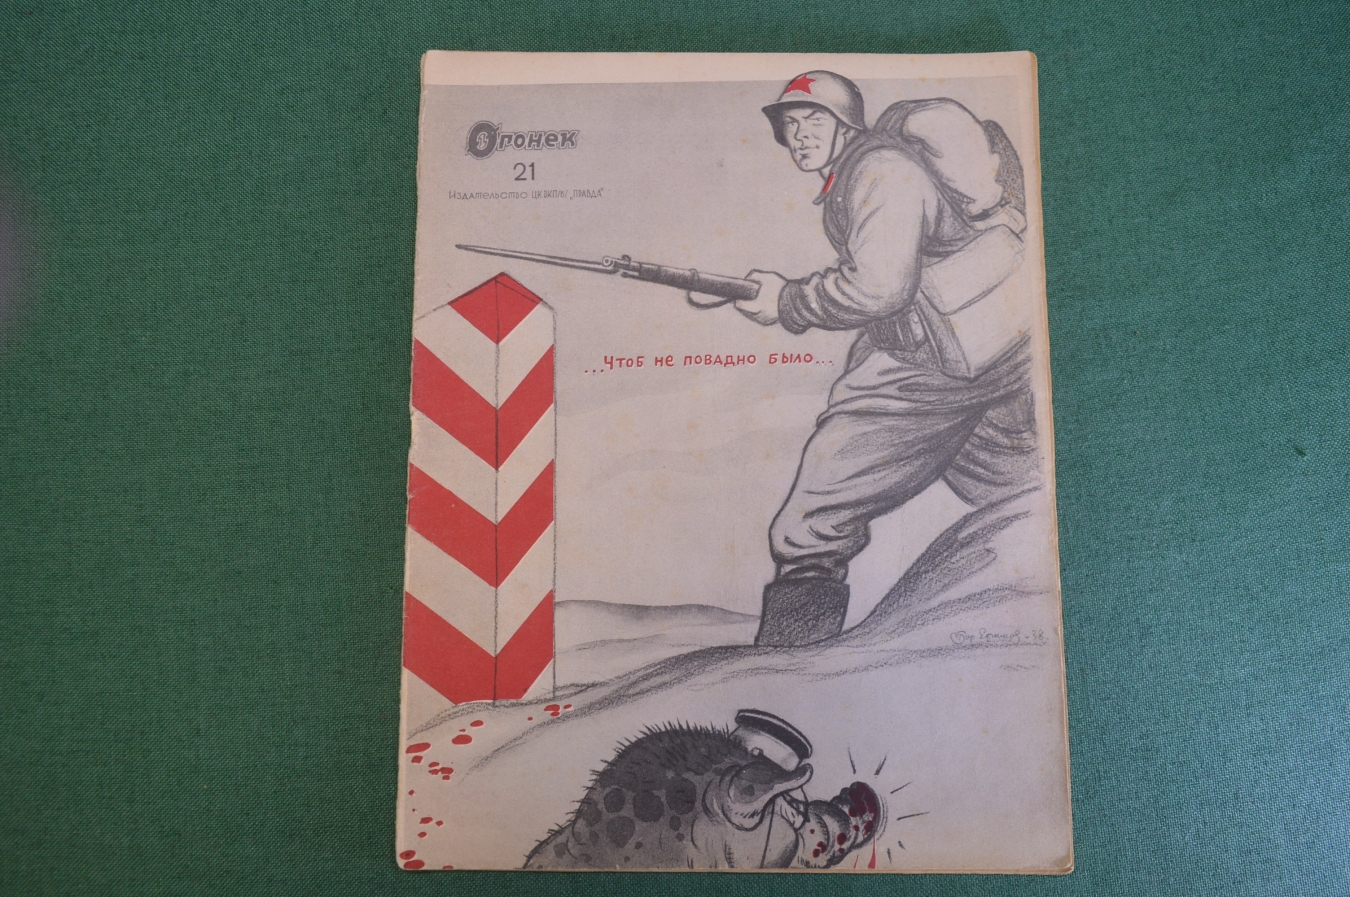 Огонек
21
Издательство ЦК ВКП/б/ „ПРАВДА"
...Чтоб не повадно было...